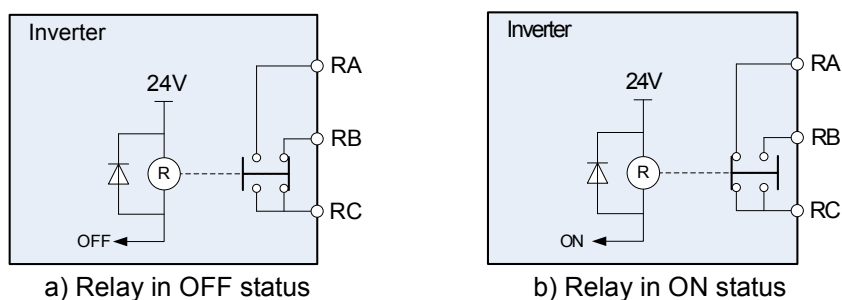 Inverter
24V
RA
RB
R
RC
OFF
a) Relay in OFF status
Inverter
24V
RA
RB
R
RC
ON
b) Relay in ON status